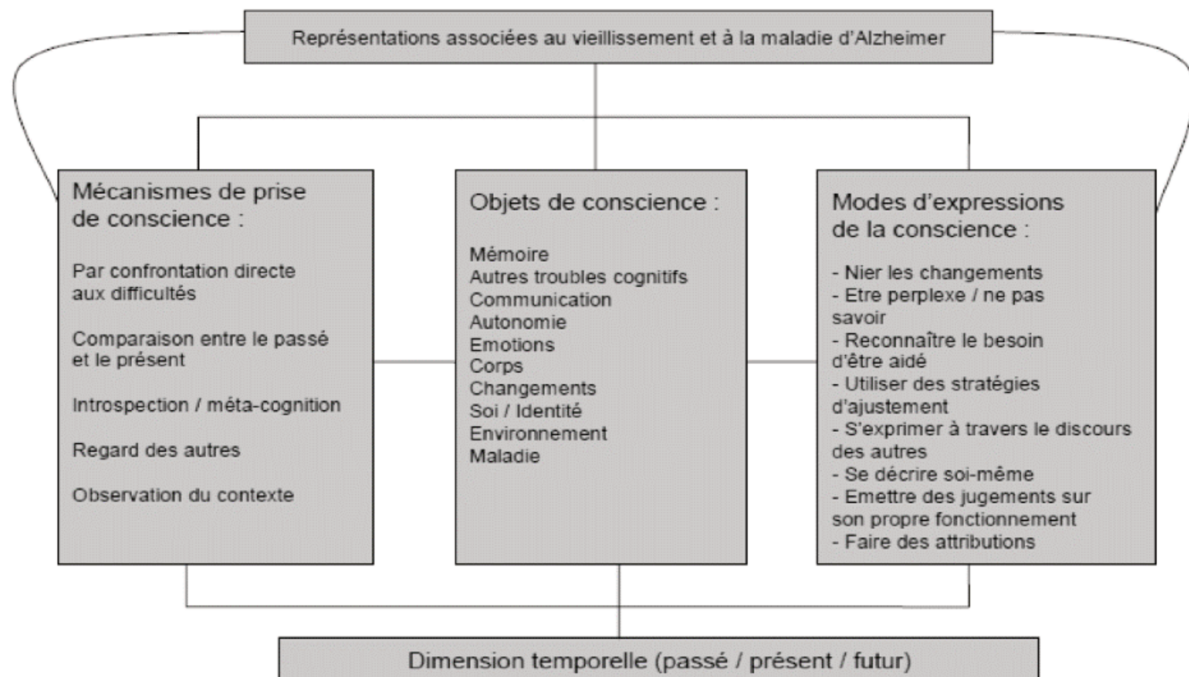 Représentations associées au vieillissement et à la maladie d'Alzheimer
Mécanismes de prise
de conscience :
Par confrontation directe
aux difficultés
Comparaison entre le passé
et le présent
Introspection / méta-cognition
Regard des autres
Observation du contexte
Objets de conscience :
Mémoire
Autres troubles cognitifs
Communication
Autonomie
Emotions
Corps
Changements
Soi / Identité
Environnement
Maladie
Modes d'expressions
de la conscience :
- Nier les changements
- Etre perplexe / ne pas
savoir
- Reconnaître le besoin
d'être aidé
- Utiliser des stratégies
d'ajustement
- S'exprimer à travers le discours
des autres
- Se décrire soi-même
- Emettre des jugements sur
son propre fonctionnement
- Faire des attributions
Dimension temporelle (passé / présent / futur)